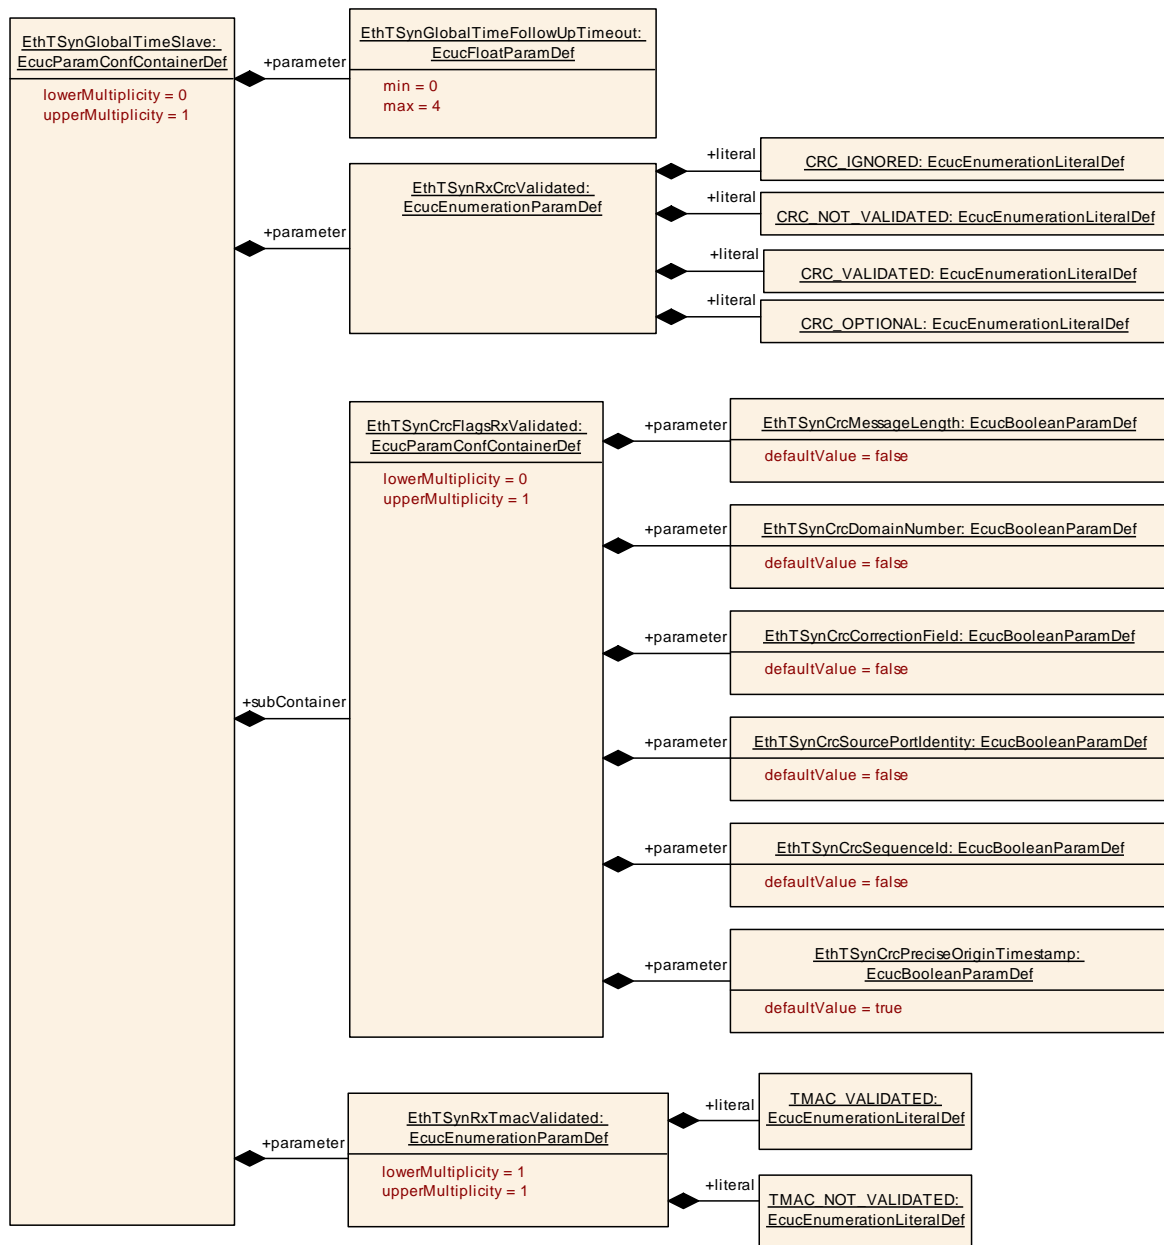 EthTSynGlobalTimeSlave:
EcucParamConfContainerDef
lowerMultiplicity = 0
upperMultiplicity = 1
+parameter
EthTSynGlobalTimeFollowUpTimeout:
EcucFloatParamDef
min = 0
max = 4
+parameter
EthTSynRxCrcValidated:
EcucEnumerationParamDef
+literal
CRC_IGNORED: EcucEnumerationLiteralDef
+literal
CRC_NOT_VALIDATED: EcucEnumerationLiteralDef
+literal
CRC_VALIDATED: EcucEnumerationLiteralDef
+literal
CRC_OPTIONAL: EcucEnumerationLiteralDef
+subContainer
EthTSynCrcFlagsRxValidated:
EcucParamConfContainerDef
lowerMultiplicity = 0
upperMultiplicity = 1
+parameter
EthTSynCrcMessageLength: EcucBooleanParamDef
defaultValue = false
+parameter
EthTSynCrcDomainNumber: EcucBooleanParamDef
defaultValue = false
+parameter
EthTSynCrcCorrectionField: EcucBooleanParamDef
defaultValue = false
+parameter
EthTSynCrcSourcePortIdentity: EcucBooleanParamDef
defaultValue = false
+parameter
EthTSynCrcSequenceId: EcucBooleanParamDef
defaultValue = false
+parameter
EthTSynCrcPreciseOriginTimestamp:
EcucBooleanParamDef
defaultValue = true
+parameter
EthTSynRxTmacValidated:
EcucEnumerationParamDef
lowerMultiplicity = 1
upperMultiplicity = 1
+literal
TMAC_VALIDATED:
EcucEnumerationLiteralDef
+literal
TMAC_NOT_VALIDATED:
EcucEnumerationLiteralDef